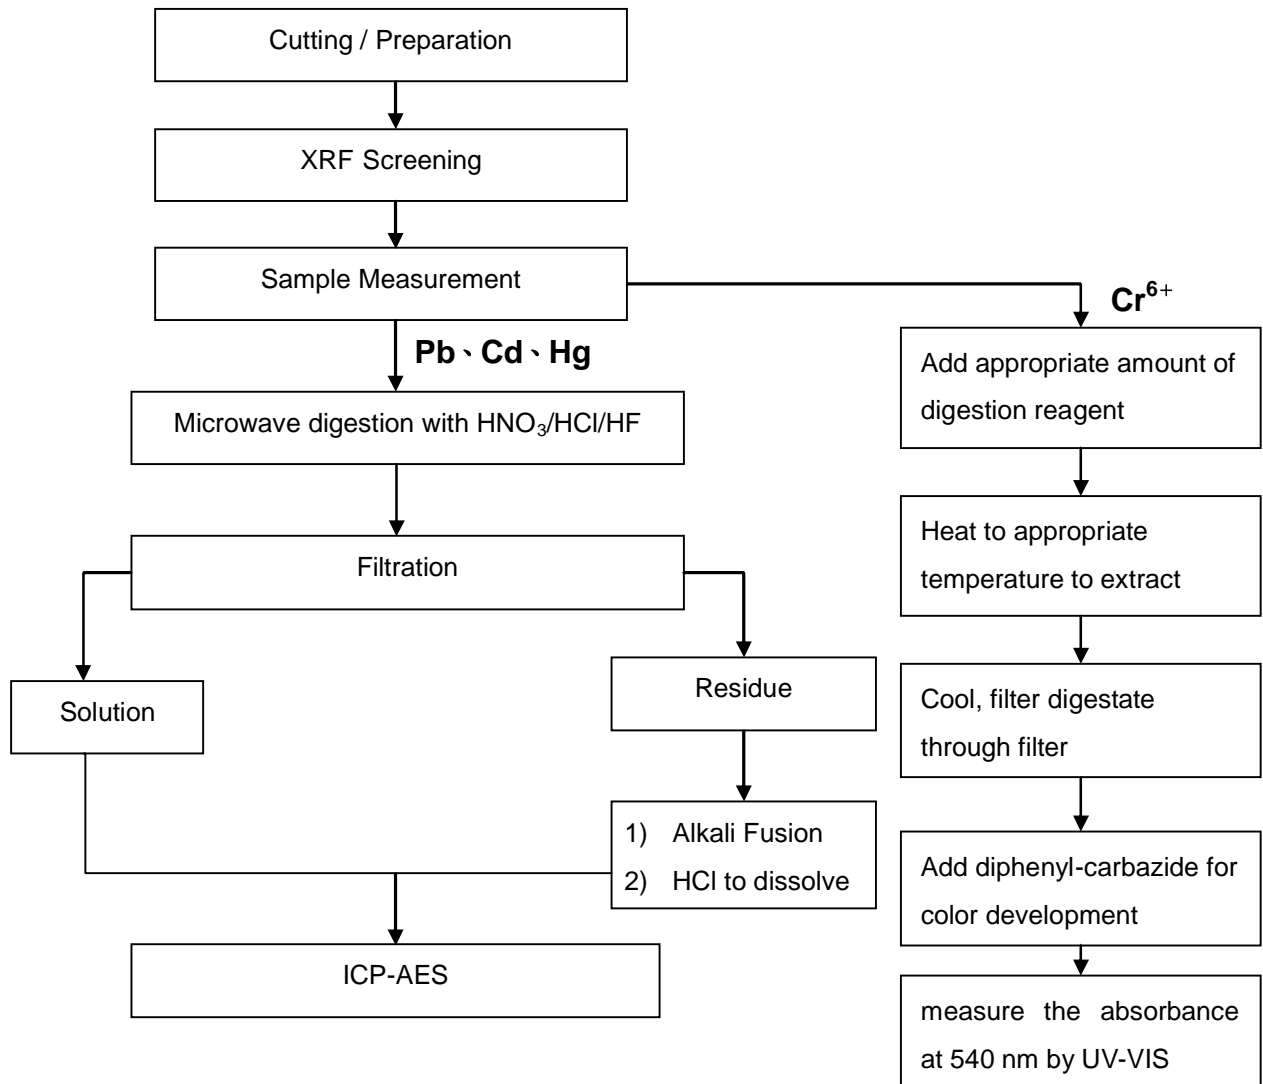 Cutting / Preparation
XRF Screening
Sample Measurement
Cr⁶⁺
Pb、Cd、Hg
Add appropriate amount of
digestion reagent
Microwave digestion with HNO₃/HCl/HF
Heat to appropriate
temperature to extract
Filtration
Solution
Residue
Cool, filter digestate
through filter
1) Alkali Fusion
2) HCl to dissolve
Add diphenyl-carbazide for
color development
ICP-AES
measure the absorbance
at 540 nm by UV-VIS